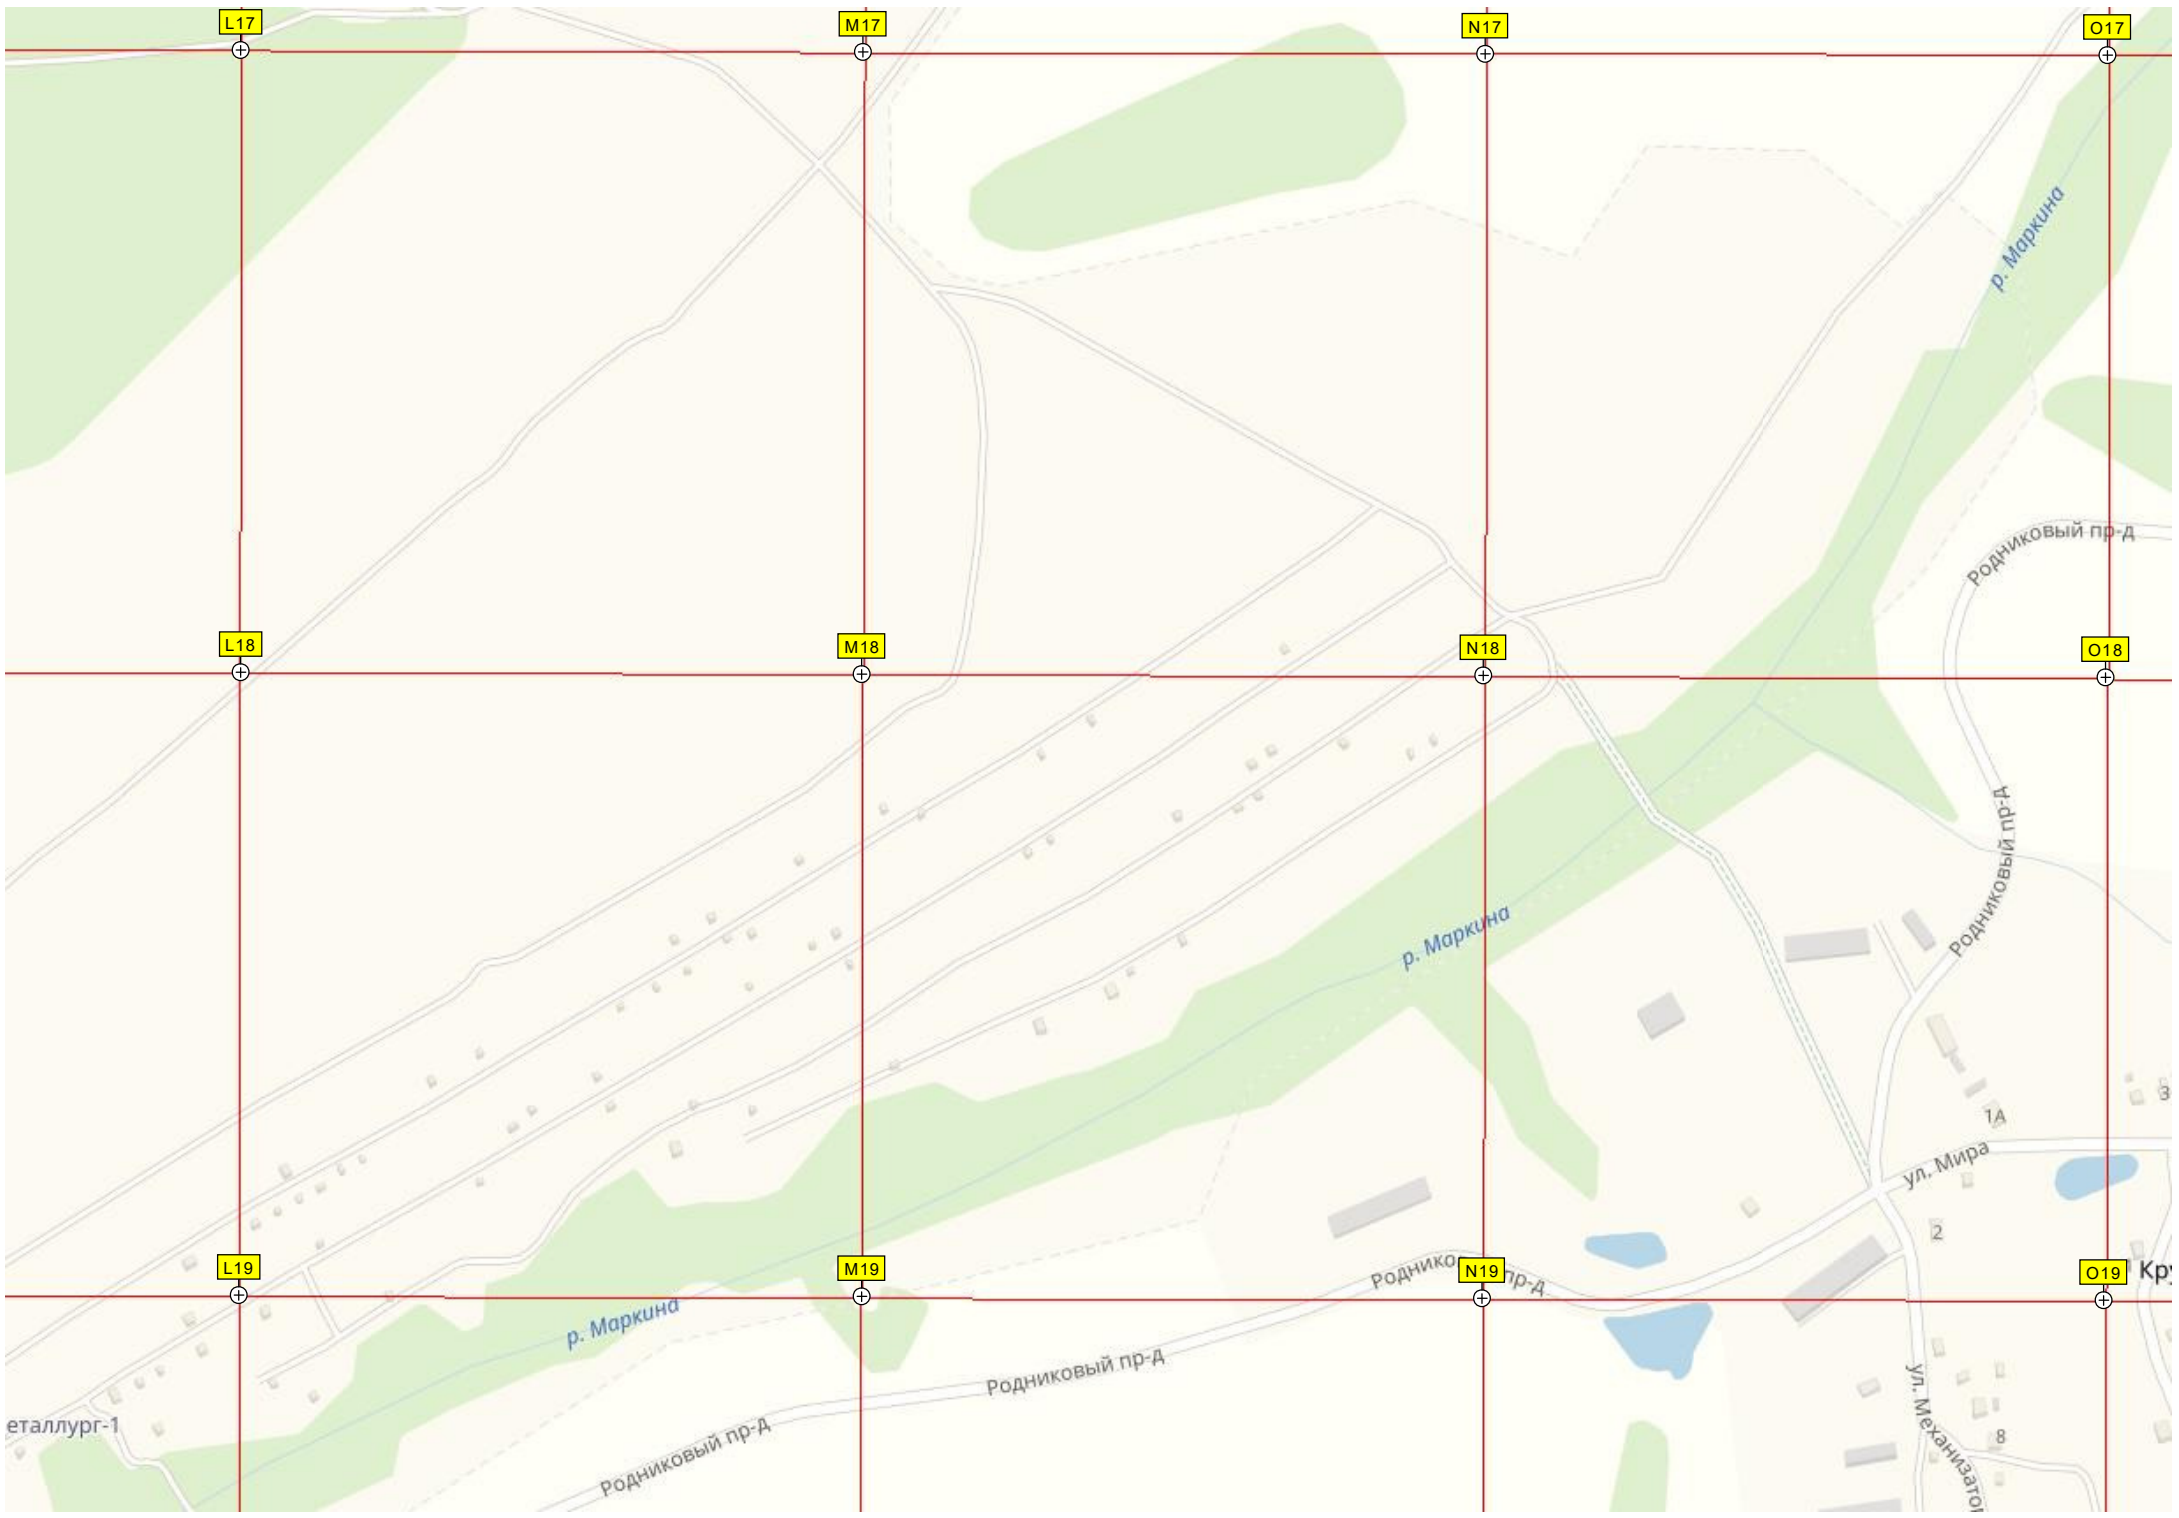 L17
M17
N17
O17
р. Маркина
Родниковый пр-д
L18
M18
N18
O18
Родниковый пр-д
р. Маркина
1А
3
ул. Мира
2
L19
M19
N19
O19
Родніко пр-д
Кру
р. Маркина
Родниковый пр-д
еталлург-1
Родниковый пр-д
ул. Механизатор
8